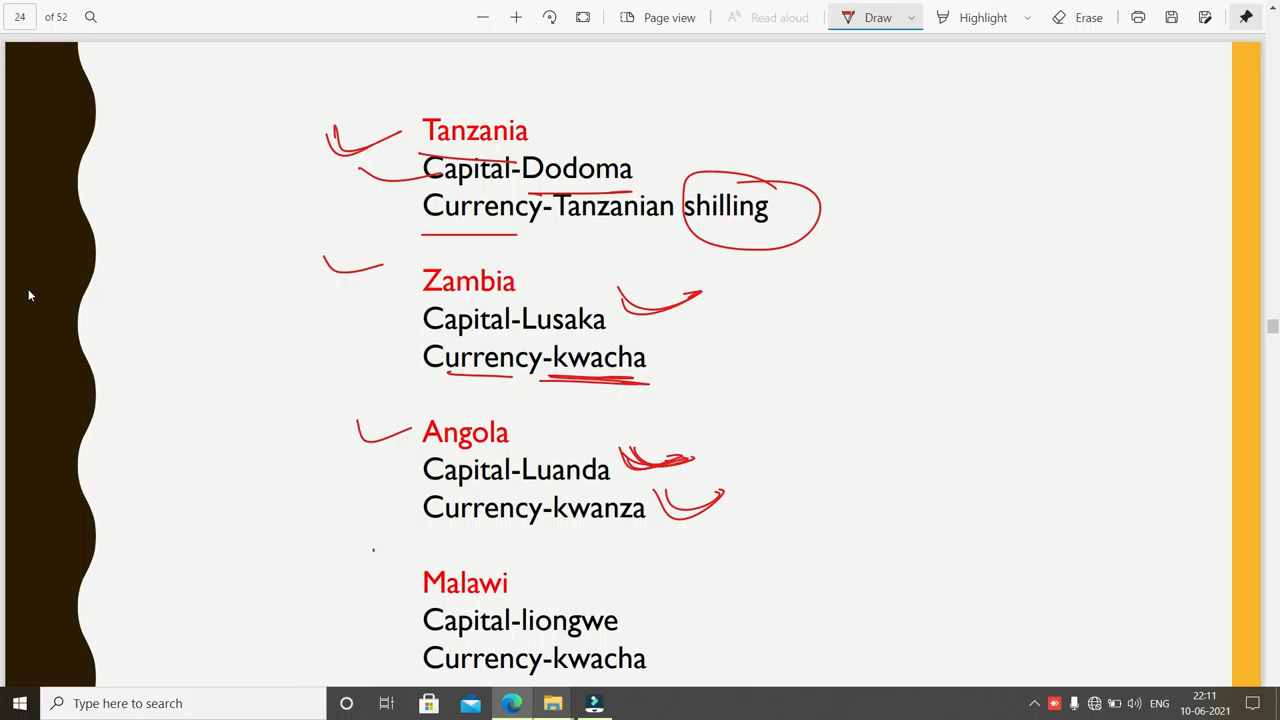 24 of 52
Page view
Read aloud
Draw
Highlight
Erase
Tanzania
Capital-Dodoma
Currency-Tanzanian shilling
Zambia
Capital-Lusaka
Currency-kwacha
Angola
Capital-Luanda
Currency-kwanza
Malawi
Capital-liongwe
Currency-kwacha
Type here to search
ENG
22:11
10-06-2021